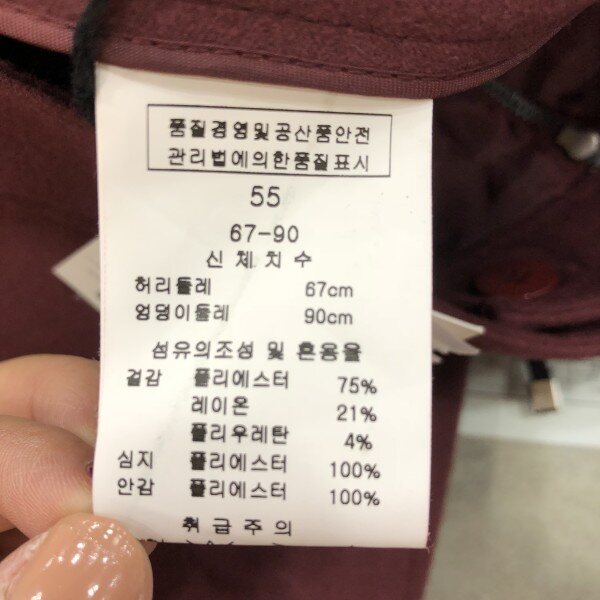 품질경영및공산품안전
관리법에의한품질표시
55
67-90
신체치수
허리둘레 67cm
엉덩이둘레 90cm
섬유의조성 및 혼용율
겉감 폴리에스터 75%
레이온 21%
폴리우레탄 4%
심지 폴리에스터 100%
안감 폴리에스터 100%
취급주의